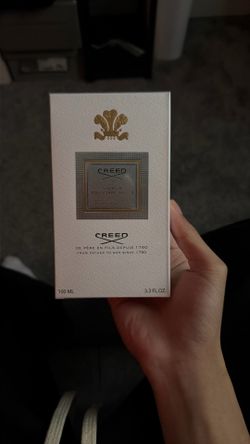 CREED
CREED
DE PÈRE EN FILS DEPUIS 1760
FROM FATHER TO SON SINCE 1760
100 ML 3.3 FL.OZ